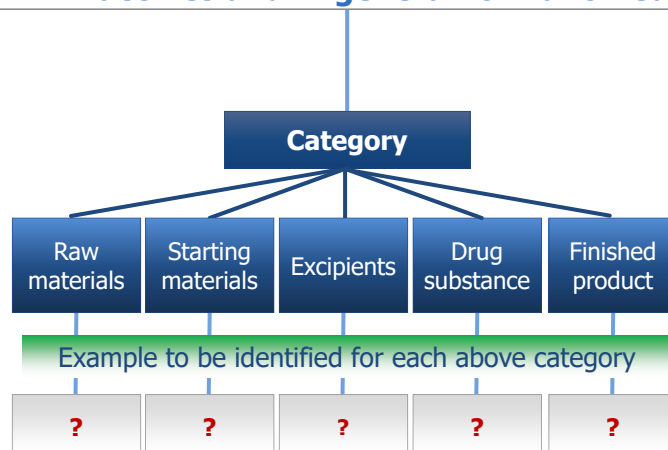 Category
Raw
materials
Starting
materials
Excipients
Drug
substance
Finished
product
Example to be identified for each above category
?
?
?
?
?